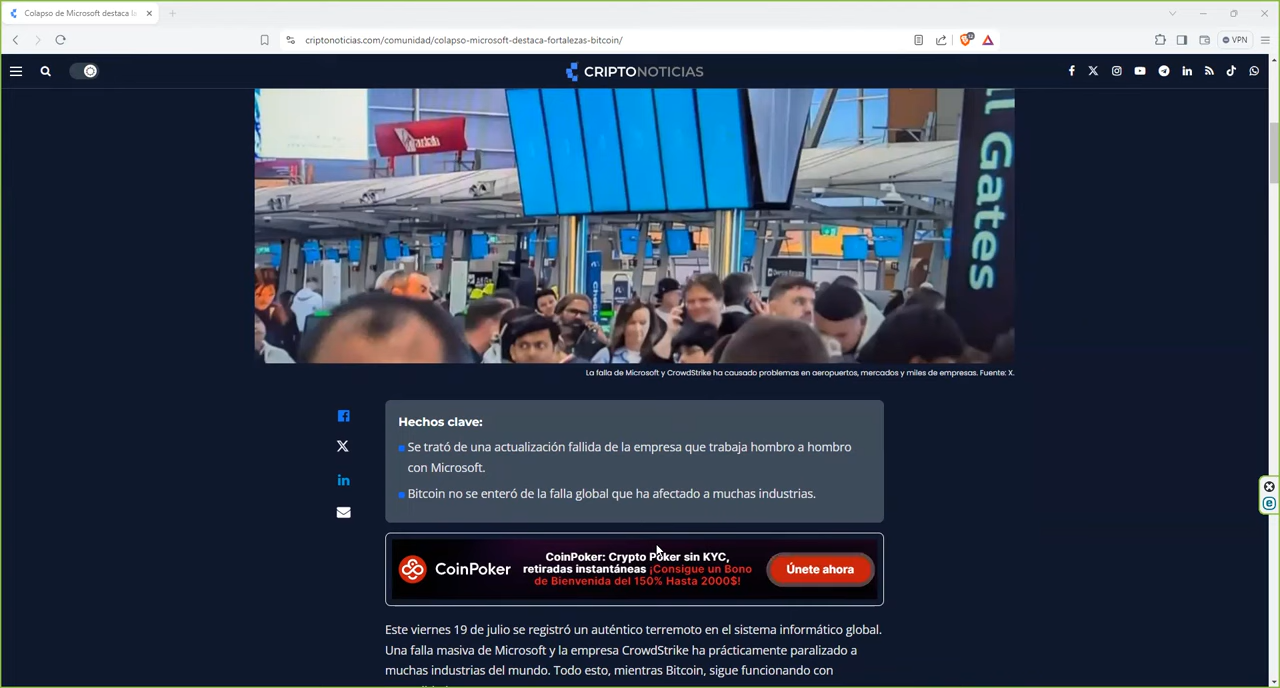 Colapso de Microsoft destaca la
criptonoticias.com/comunidad/colapso-microsoft-destaca-fortalezas-bitcoin/
VPN
CRIPTONOTICIAS
ll Gates
La falla de Microsoft y CrowdStrike ha causado problemas en aeropuertos, mercados y miles de empresas. Fuente: X.
Hechos clave:
Se trató de una actualización fallida de la empresa que trabaja hombro a hombro
con Microsoft.
Bitcoin no se enteró de la falla global que ha afectado a muchas industrias.
CoinPoker
CoinPoker: Crypto Poker sin KYC,
retiradas instantáneas ¡Consigue un Bono
de Bienvenida del 150% Hasta 2000$!
Únete ahora
Este viernes 19 de julio se registró un auténtico terremoto en el sistema informático global.
Una falla masiva de Microsoft y la empresa CrowdStrike ha prácticamente paralizado a
muchas industrias del mundo. Todo esto, mientras Bitcoin, sigue funcionando con